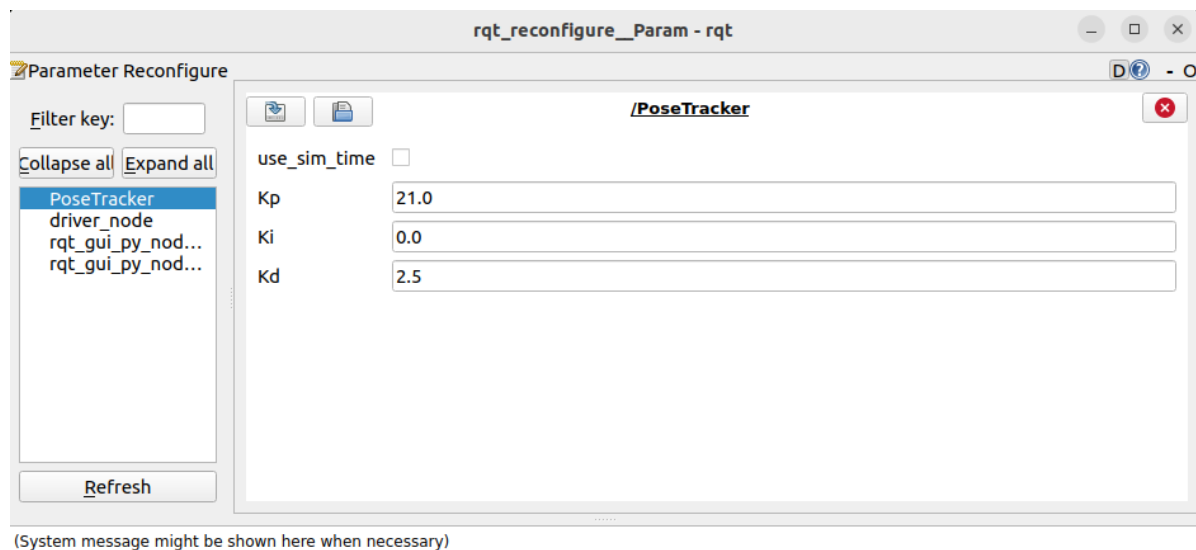 rqt_reconfigure__Param - rqt
Parameter Reconfigure
D - O
Filter key:
Collapse all Expand all
PoseTracker
driver_node
rqt_gui_py_nod...
rqt_gui_py_nod...
Refresh
/PoseTracker
use_sim_time
Kp 21.0
Ki 0.0
Kd 2.5
(System message might be shown here when necessary)